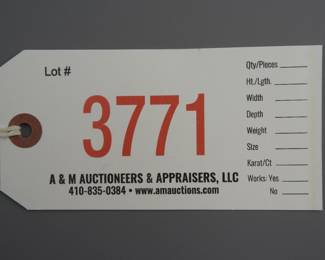 Lot #
3771
A & M AUCTIONEERS & APPRAISERS, LLC
410-835-0384 • www.amauctions.com
Qty/Pieces
Ht./Lgth.
Width
Depth
Weight
Size
Karat/Ct
Works: Yes
No